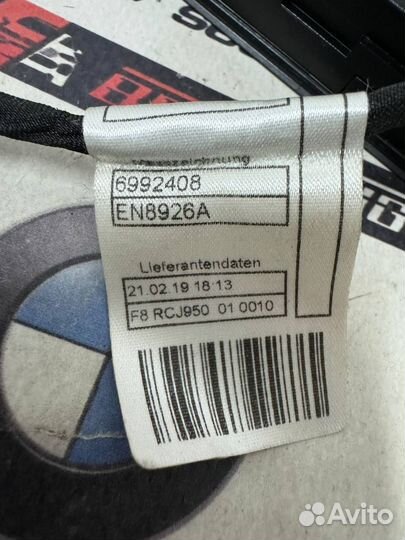 6992408
EN8926A
Lieferantendaten
21.02.19 18:13
F8 RCJ950 01 0010
Avito